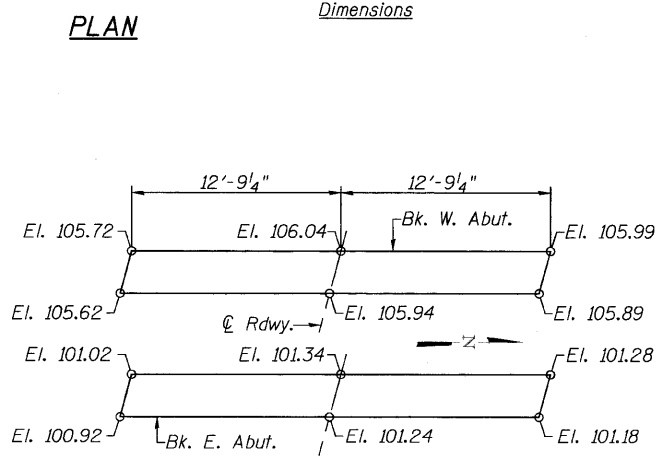 Dimensions
PLAN
12'-9¼" 12'-9¼"
El. 105.72 El. 106.04 Bk. W. Abut. El. 105.99
El. 105.62 ℄ Rdwy. El. 105.94 El. 105.89
N
El. 101.02 El. 101.34 El. 101.28
El. 100.92 Bk. E. Abut. El. 101.24 El. 101.18